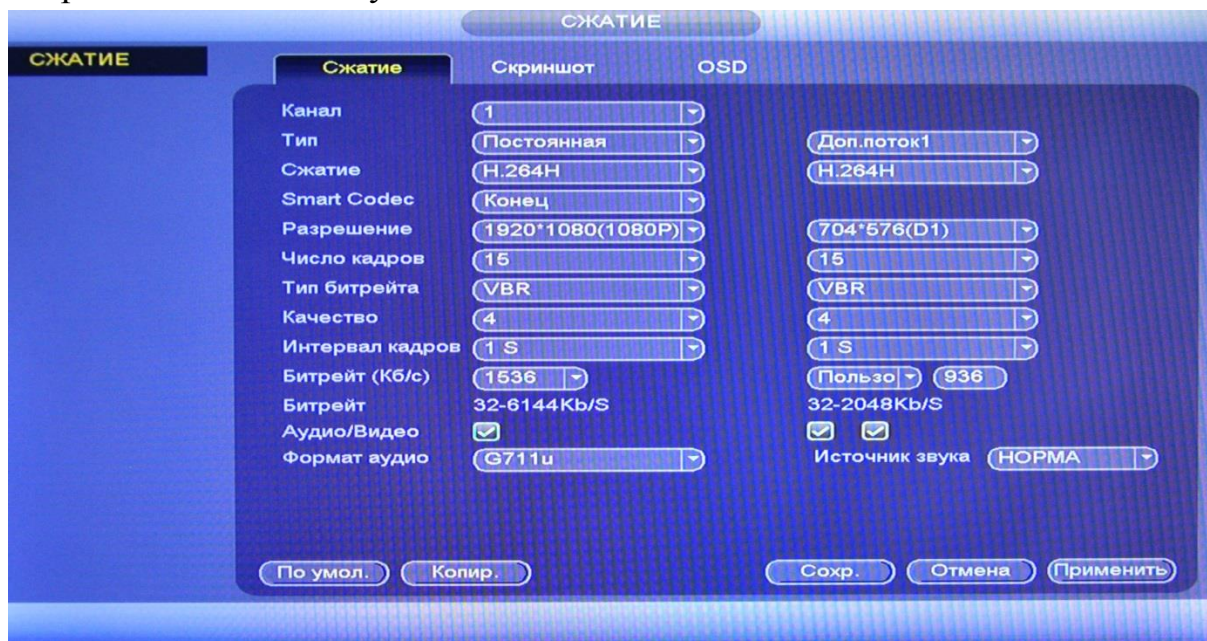 СЖАТИЕ
СЖАТИЕ
Сжатие Скриншот OSD
Канал 1
Тип Постоянная Доп.поток1
Сжатие H.264H H.264H
Smart Codec Конец
Разрешение 1920*1080(1080P) 704*576(D1)
Число кадров 15 15
Тип битрейта VBR VBR
Качество 4 4
Интервал кадров 1 S 1 S
Битрейт (Кб/с) 1536 Пользо 936
Битрейт 32-6144Kb/S 32-2048Kb/S
Аудио/Видео
Формат аудио G711u Источник звука НОРМА
По умол. Копир. Сохр. Отмена Применить